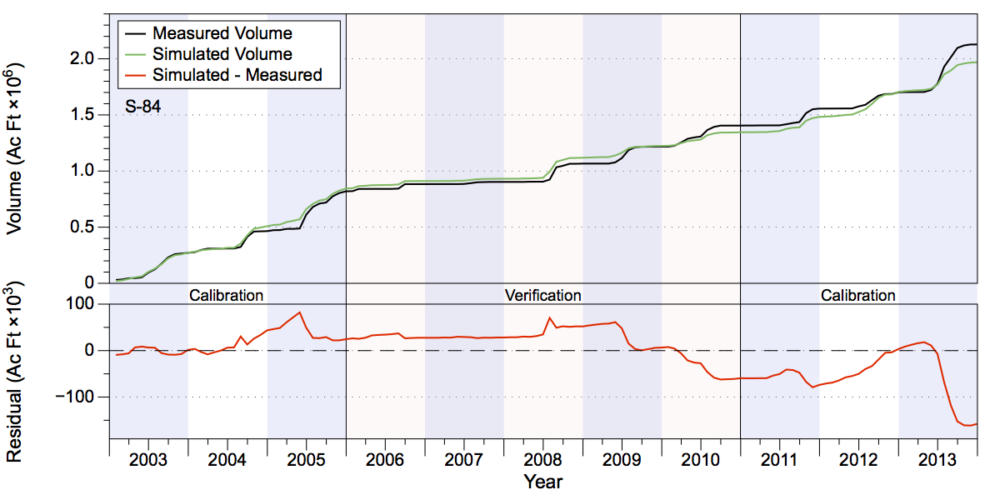 Measured Volume
Simulated Volume
Simulated - Measured
S-84
Volume (Ac Ft ×10⁶)
2.0
1.5
1.0
0.5
0
Calibration Verification Calibration
Residual (Ac Ft ×10³)
100
0
−100
2003 2004 2005 2006 2007 2008 2009 2010 2011 2012 2013
Year